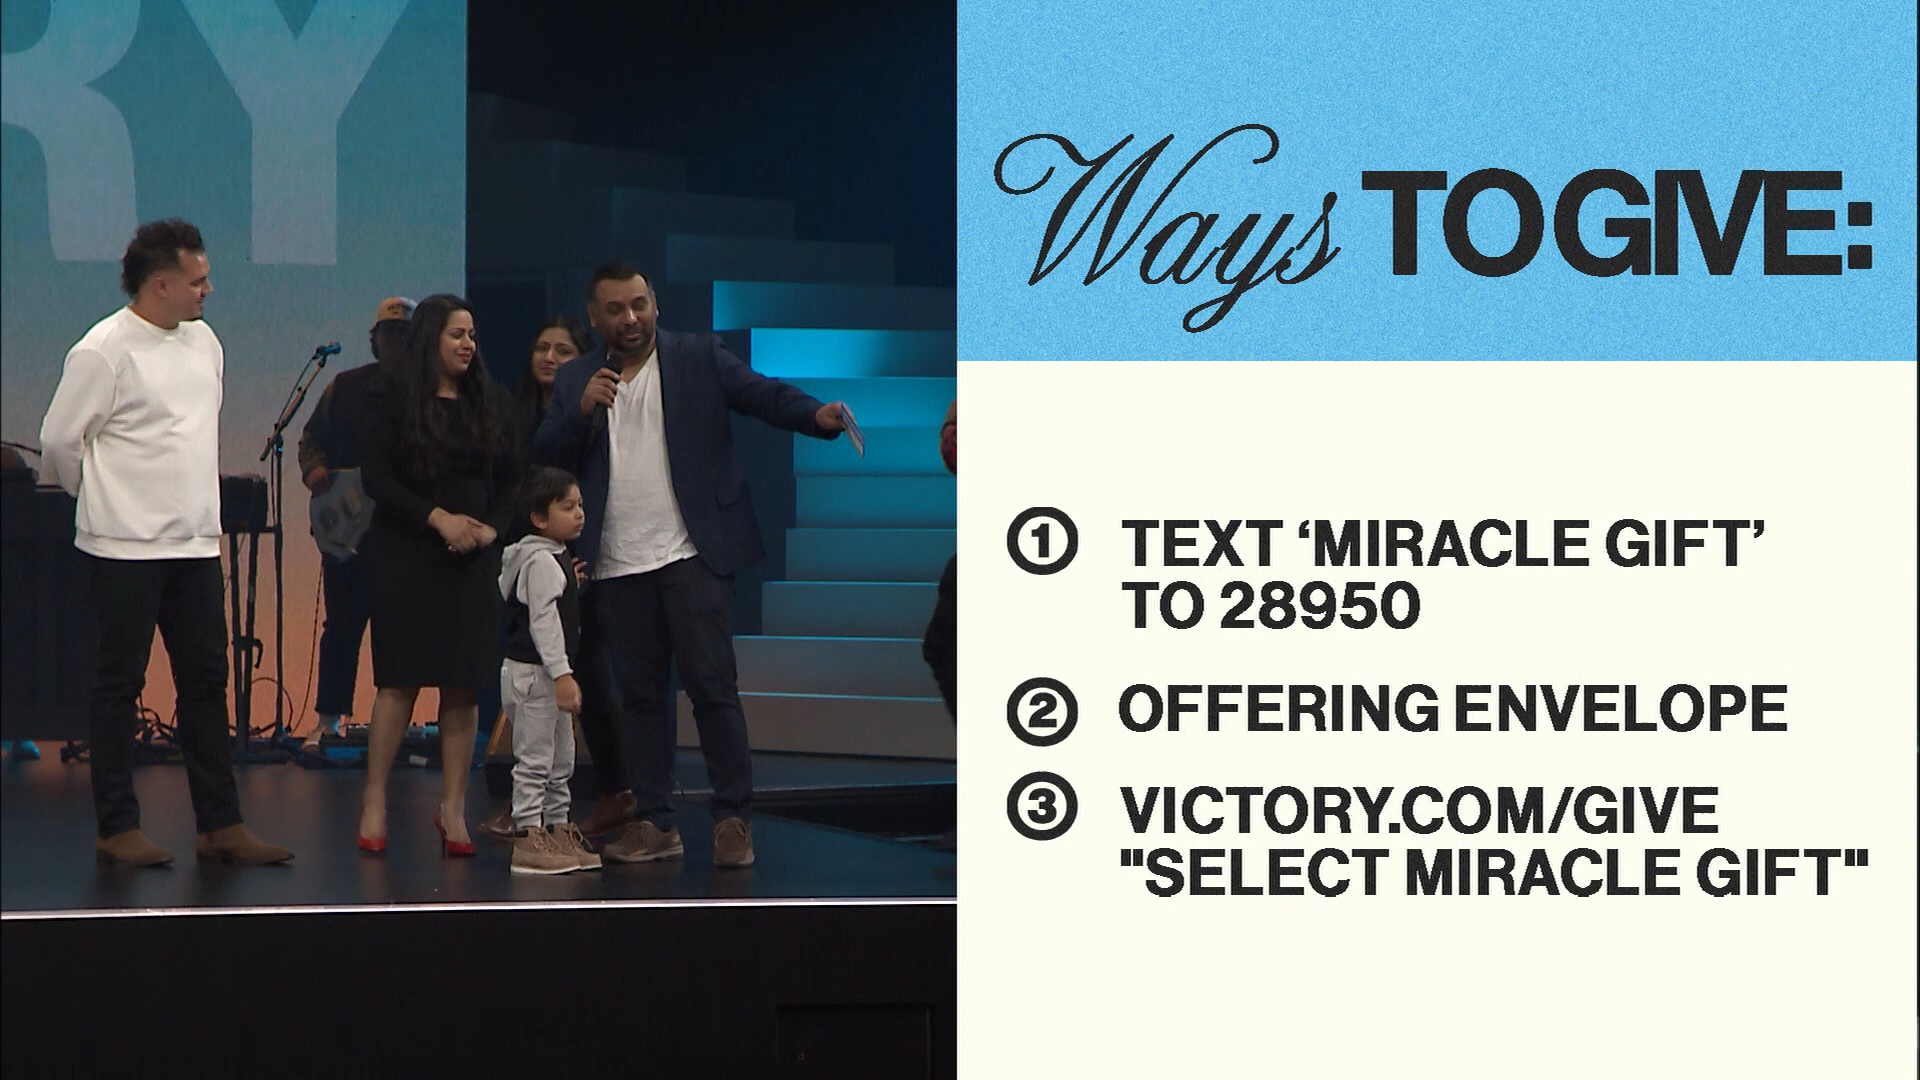 RY
Ways TO GIVE:
1 TEXT ‘MIRACLE GIFT’
TO 28950
2 OFFERING ENVELOPE
3 VICTORY.COM/GIVE
"SELECT MIRACLE GIFT"